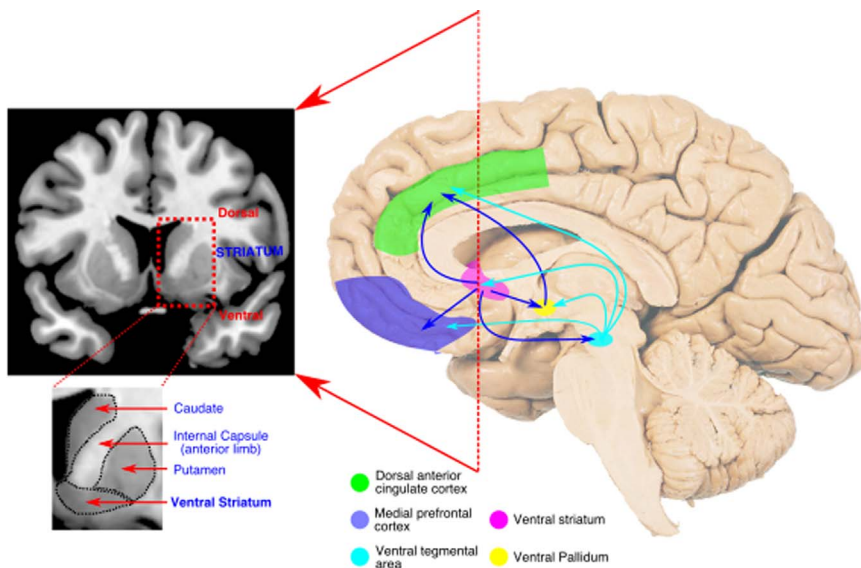 Dorsal
STRIATUM
Ventral
Caudate
Internal Capsule
(anterior limb)
Putamen
Ventral Striatum
Dorsal anterior
cingulate cortex
Medial prefrontal
cortex
Ventral tegmental
area
Ventral striatum
Ventral Pallidum